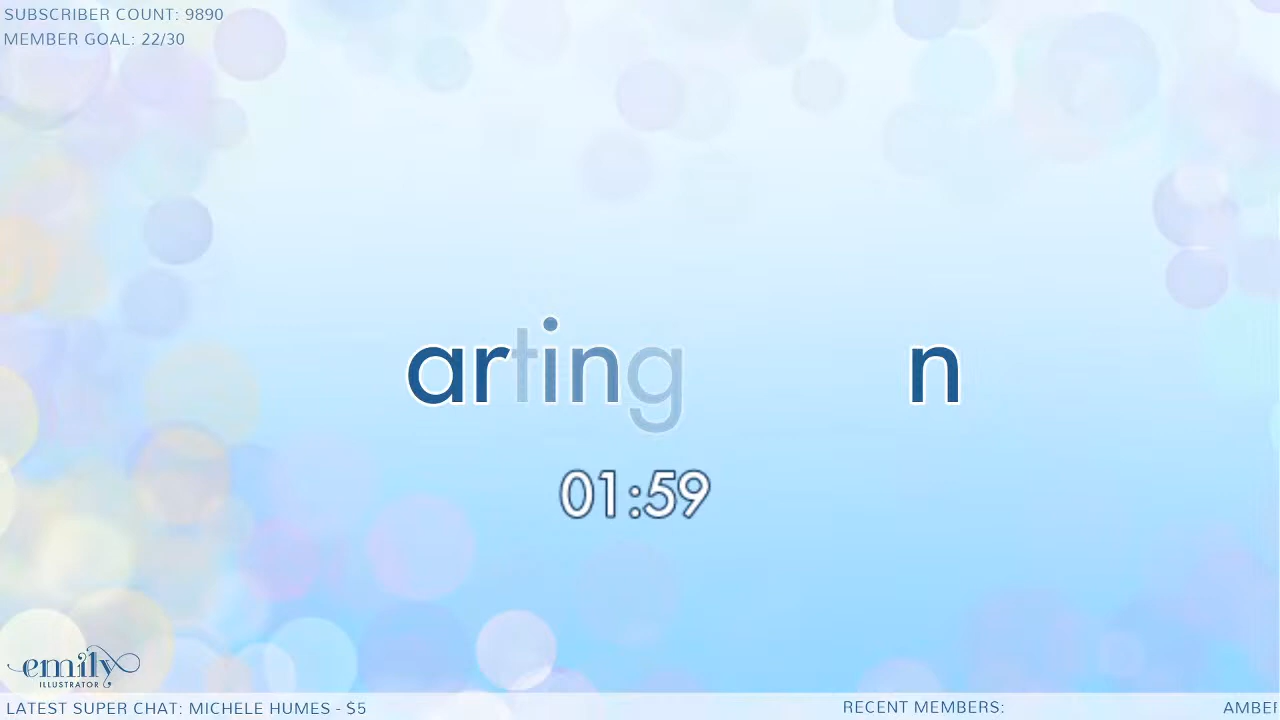 SUBSCRIBER COUNT: 9890
MEMBER GOAL: 22/30
arting n
01:59
emily
ILLUSTRATOR
LATEST SUPER CHAT: MICHELE HUMES - $5
RECENT MEMBERS: